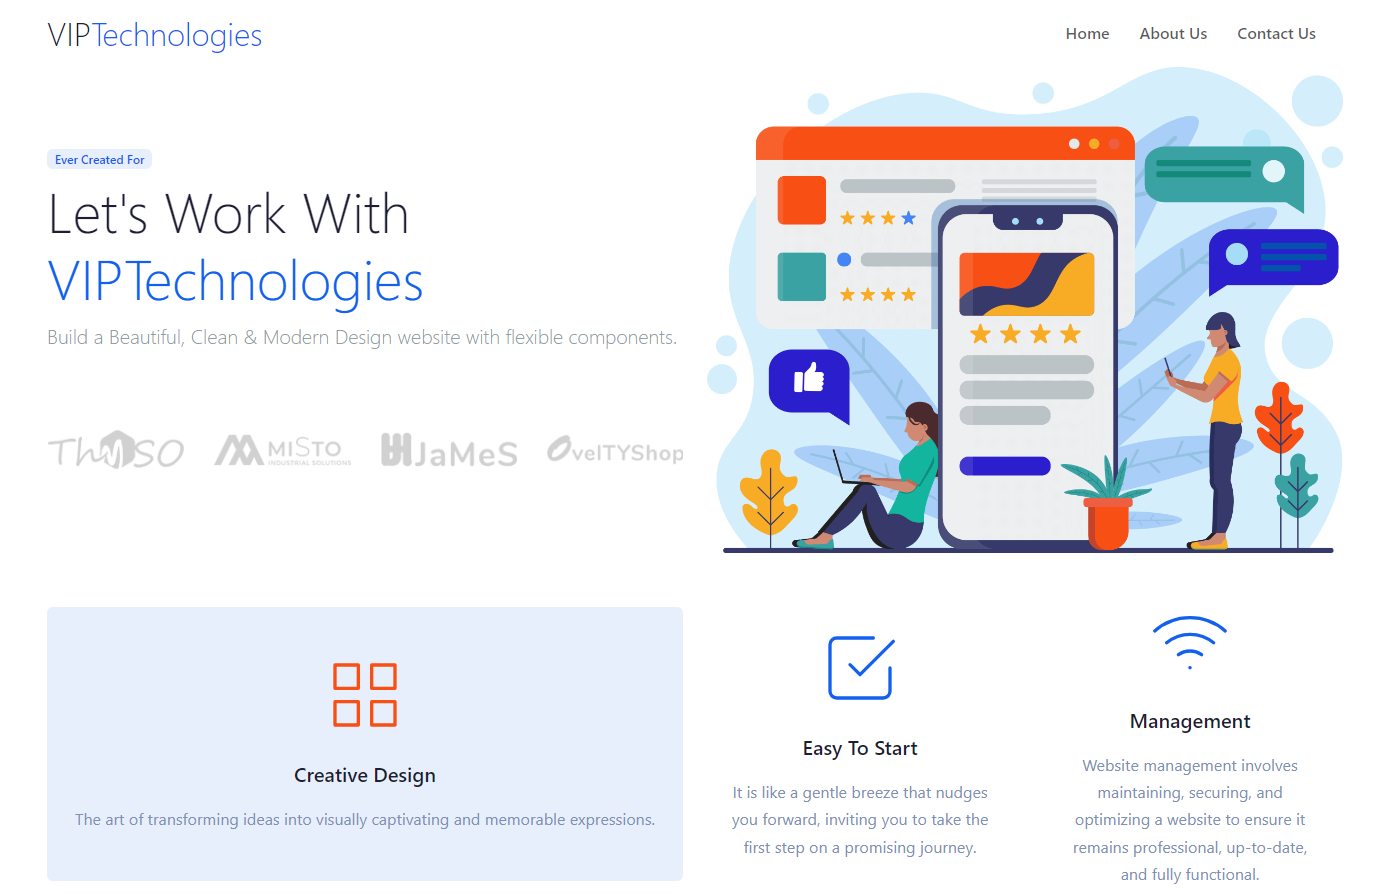 VIPTechnologies
Home
About Us
Contact Us
Ever Created For
Let's Work With
VIPTechnologies
Build a Beautiful, Clean & Modern Design website with flexible components.
MISTO
INDUSTRIAL SOLUTIONS
JaMeS
OvelTYShop
Creative Design
The art of transforming ideas into visually captivating and memorable expressions.
Easy To Start
It is like a gentle breeze that nudges
you forward, inviting you to take the
first step on a promising journey.
Management
Website management involves
maintaining, securing, and
optimizing a website to ensure it
remains professional, up-to-date,
and fully functional.